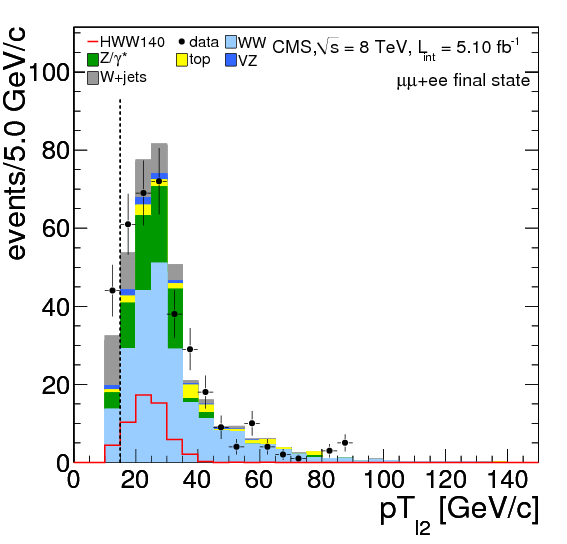 HWW140 data WW CMS,√s = 8 TeV, L_int = 5.10 fb⁻¹
Z/γ* top VZ
W+jets μμ+ee final state
events/5.0 GeV/c
100
80
60
40
20
0
0 20 40 60 80 100 120 140
pT_l2 [GeV/c]